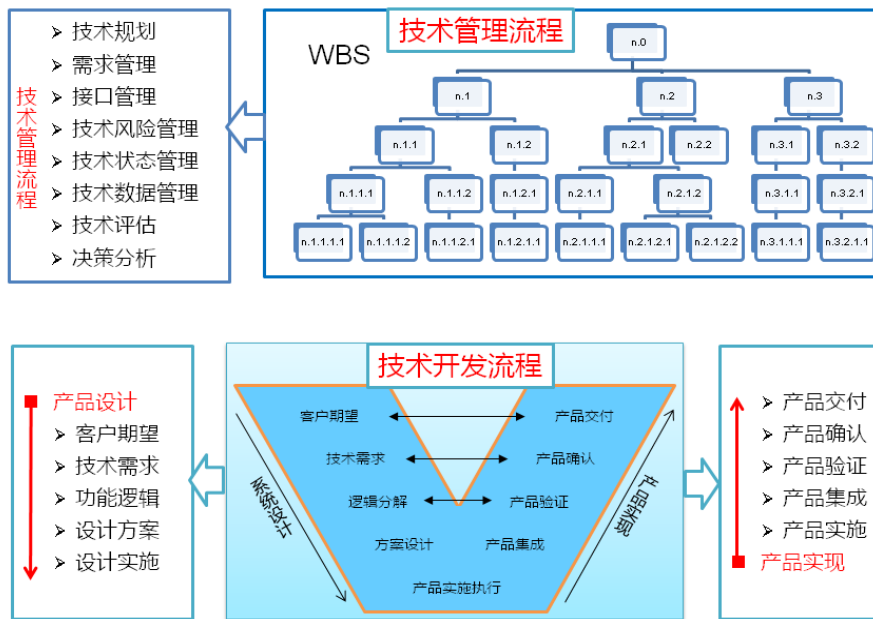 技术管理流程
技术规划
需求管理
接口管理
技术风险管理
技术状态管理
技术数据管理
技术评估
决策分析
技术管理流程
WBS
n.0
n.1
n.2
n.3
n.1.1
n.1.2
n.2.1
n.2.2
n.3.1
n.3.2
n.1.1.1
n.1.1.2
n.1.2.1
n.2.1.1
n.2.1.2
n.3.1.1
n.3.2.1
n.1.1.1.1
n.1.1.1.2
n.1.1.2.1
n.1.2.1.1
n.2.1.1.1
n.2.1.2.1
n.2.1.2.2
n.3.1.1.1
n.3.2.1.1
产品设计
客户期望
技术需求
功能逻辑
设计方案
设计实施
技术开发流程
客户期望
产品交付
技术需求
产品确认
逻辑分解
产品验证
方案设计
产品集成
产品实施执行
系统设计
产品实现
产品交付
产品确认
产品验证
产品集成
产品实施
产品实现